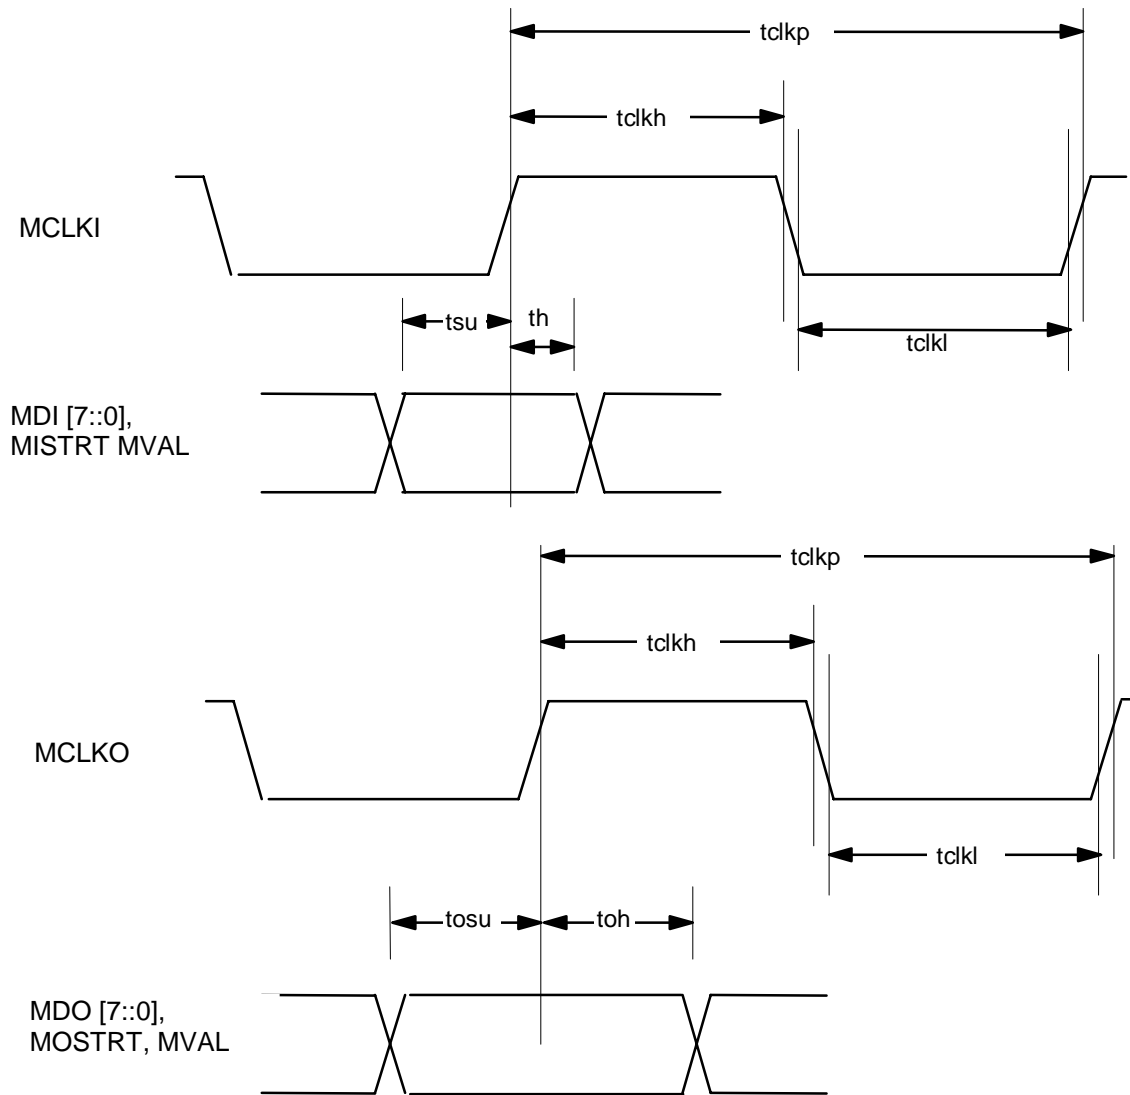 tclkp
tclkh
MCLKI
tsu
th
tclkl
MDI [7::0],
MISTRT MVAL
tclkp
tclkh
MCLKO
tclkl
tosu
toh
MDO [7::0],
MOSTRT, MVAL